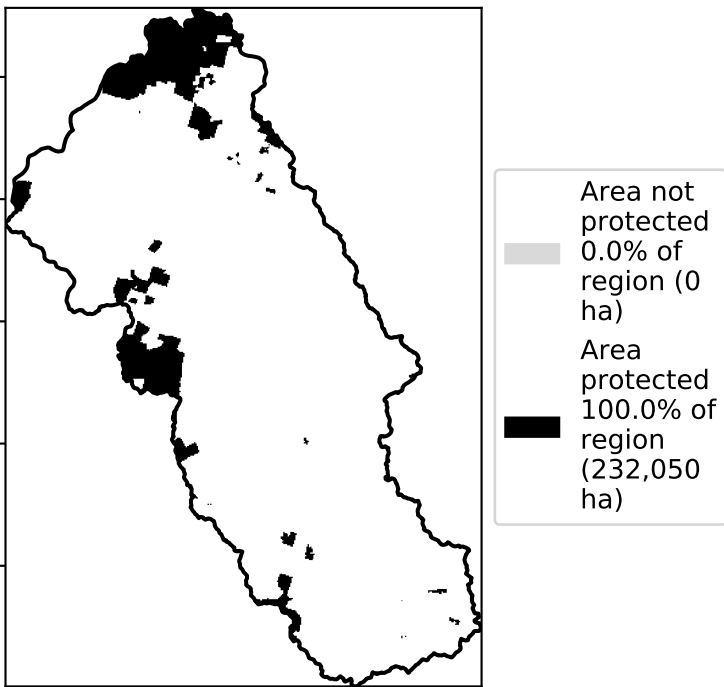 Area not
protected
0.0% of
region (0
ha)
Area
protected
100.0% of
region
(232,050
ha)